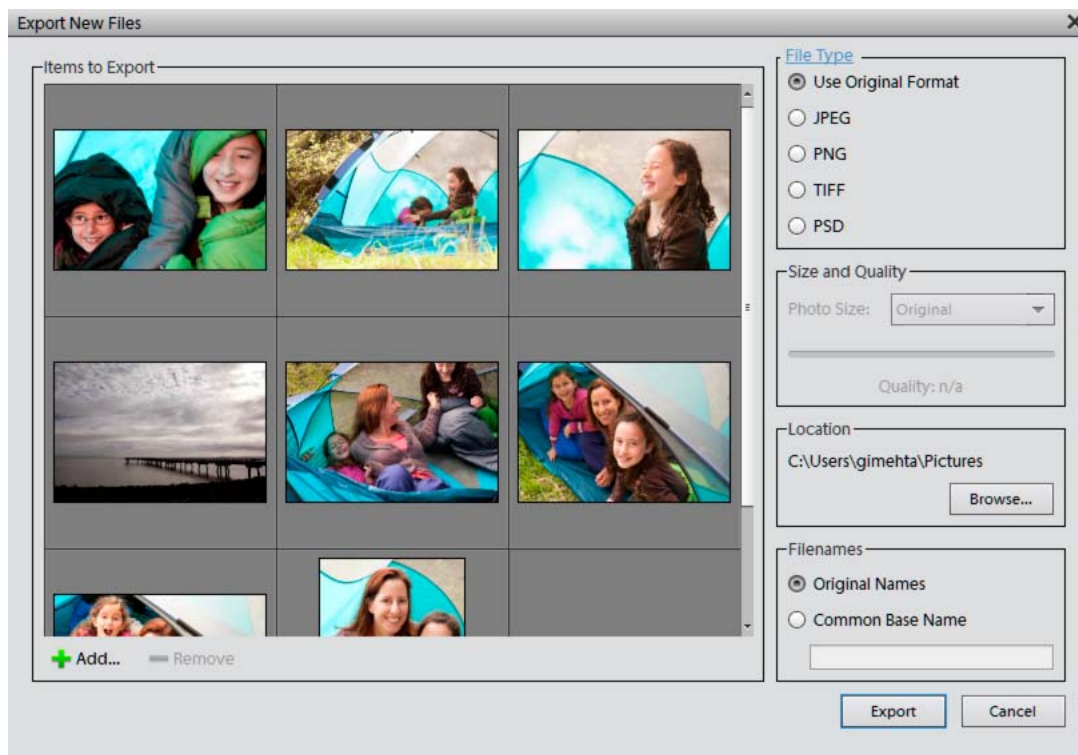 Export New Files
Items to Export
Add...
Remove
File Type
Use Original Format
JPEG
PNG
TIFF
PSD
Size and Quality
Photo Size: Original
Quality: n/a
Location
C:\Users\gimehta\Pictures
Browse...
Filenames
Original Names
Common Base Name
Export
Cancel